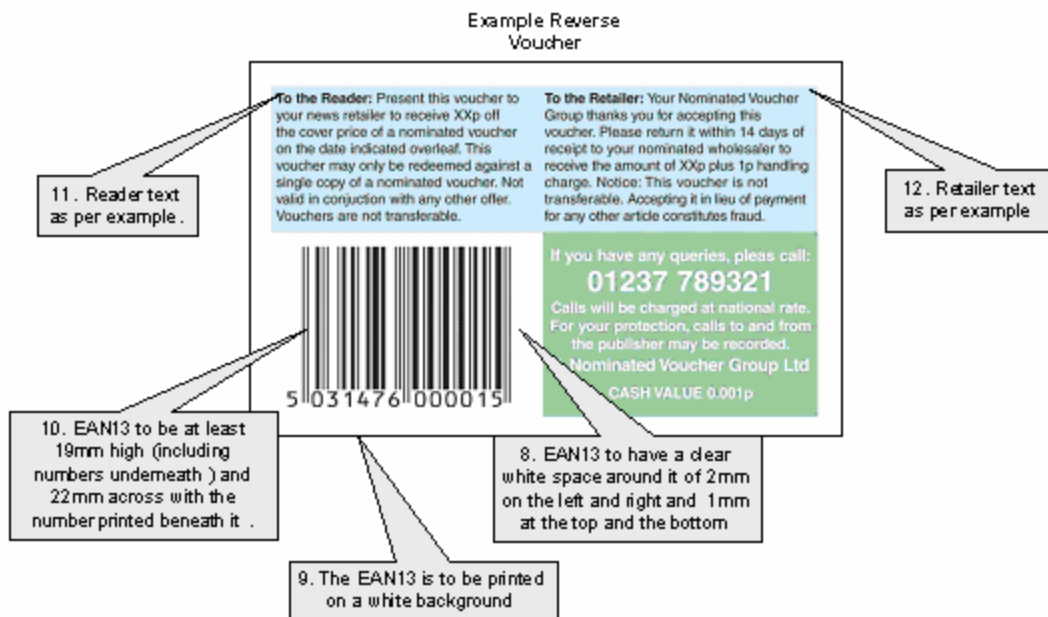 Example Reverse
Voucher
To the Reader: Present this voucher to
your news retailer to receive XXp off
the cover price of a nominated voucher
on the date indicated overleaf. This
voucher may only be redeemed against a
single copy of a nominated voucher. Not
valid in conjuction with any other offer.
Vouchers are not transferable.
To the Retailer: Your Nominated Voucher
Group thanks you for accepting this
voucher. Please return it within 14 days of
receipt to your nominated wholesaler to
receive the amount of XXp plus 1p handling
charge. Notice: This voucher is not
transferable. Accepting it in lieu of payment
for any other article constitutes fraud.
11. Reader text
as per example.
12. Retailer text
as per example
If you have any queries, pleas call:
01237 789321
Calls will be charged at national rate.
For your protection, calls to and from
the publisher may be recorded.
Nominated Voucher Group Ltd
CASH VALUE 0.001p
5 031476 000015
10. EAN13 to be at least
19mm high (including
numbers underneath ) and
22mm across with the
number printed beneath it .
8. EAN13 to have a clear
white space around it of 2mm
on the left and right and 1mm
at the top and the bottom
9. The EAN13 is to be printed
on a white background